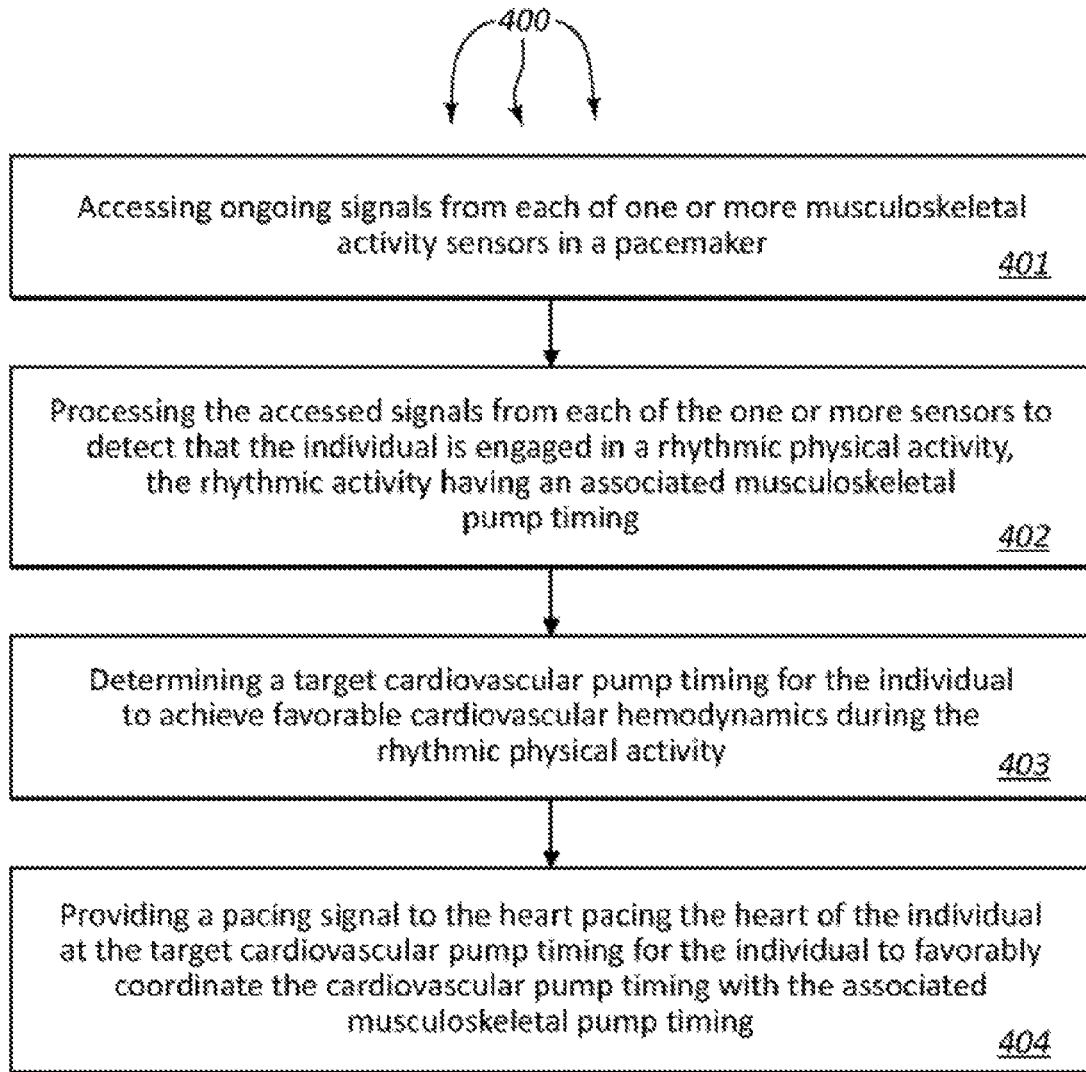 400
Accessing ongoing signals from each of one or more musculoskeletal
activity sensors in a pacemaker
401
Processing the accessed signals from each of the one or more sensors to
detect that the individual is engaged in a rhythmic physical activity,
the rhythmic activity having an associated musculoskeletal
pump timing
402
Determining a target cardiovascular pump timing for the individual
to achieve favorable cardiovascular hemodynamics during the
rhythmic physical activity
403
Providing a pacing signal to the heart pacing the heart of the individual
at the target cardiovascular pump timing for the individual to favorably
coordinate the cardiovascular pump timing with the associated
musculoskeletal pump timing
404